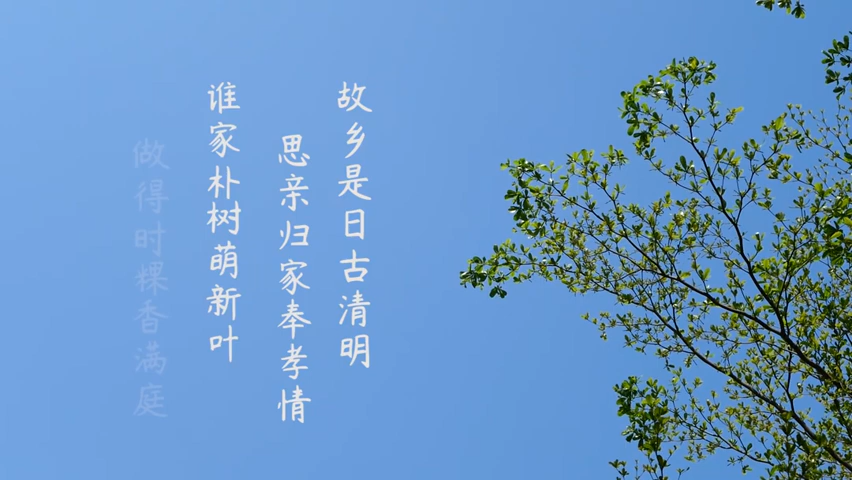 故乡是日古清明
思亲归家奉孝情
谁家朴树萌新叶
做得时粿香满庭